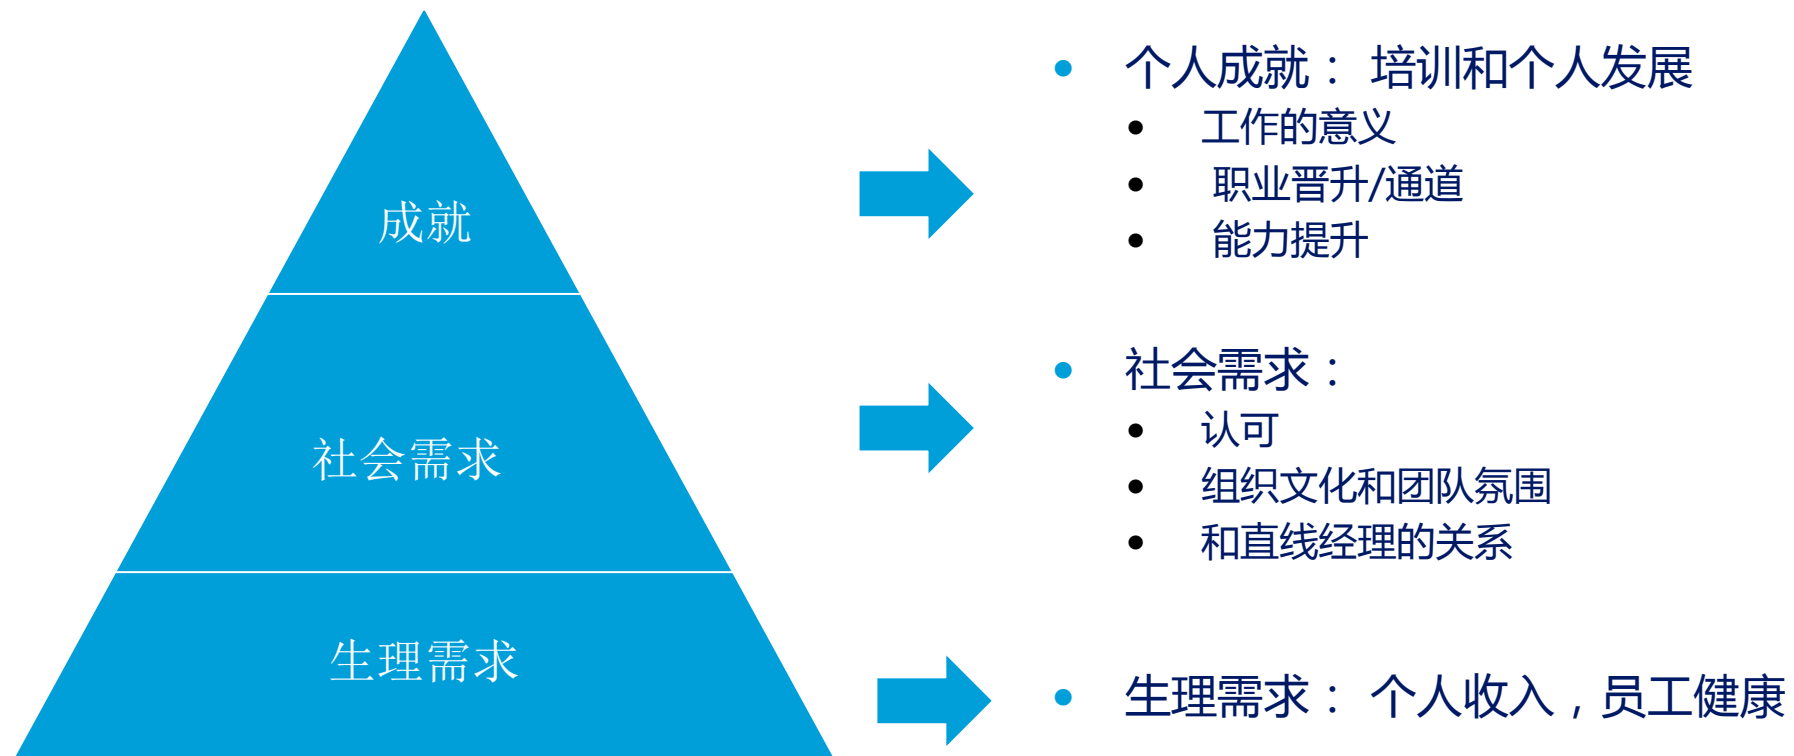 成就
社会需求
生理需求
• 个人成就： 培训和个人发展
• 工作的意义
• 职业晋升/通道
• 能力提升
• 社会需求：
• 认可
• 组织文化和团队氛围
• 和直线经理的关系
• 生理需求： 个人收入，员工健康